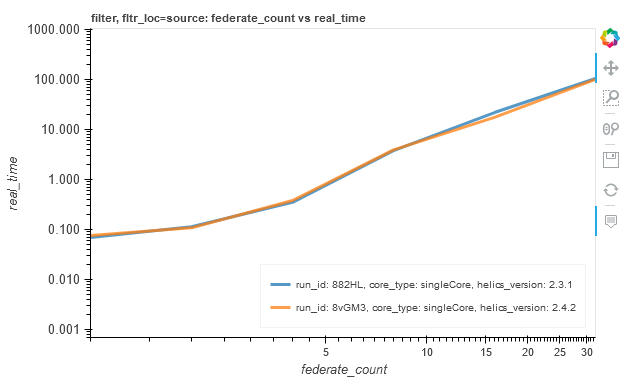 filter, fltr_loc=source: federate_count vs real_time
1000.000
100.000
10.000
1.000
0.100
0.010
0.001
real_time
run_id: 882HL, core_type: singleCore, helics_version: 2.3.1
run_id: 8vGM3, core_type: singleCore, helics_version: 2.4.2
5
10
15
20
25
30
federate_count